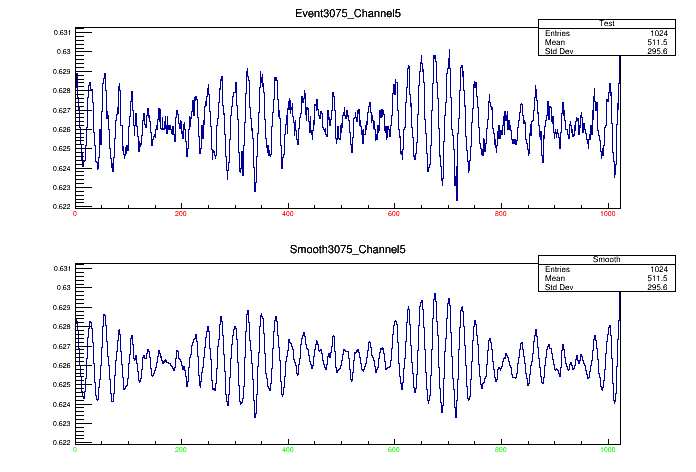 Event3075_Channel5
Test
Entries 1024
Mean 511.5
Std Dev 295.6
0.631
0.63
0.629
0.628
0.627
0.626
0.625
0.624
0.623
0.622
0 200 400 600 800 1000
Smooth3075_Channel5
Smooth
Entries 1024
Mean 511.5
Std Dev 295.6
0.631
0.63
0.629
0.628
0.627
0.626
0.625
0.624
0.623
0.622
0 200 400 600 800 1000